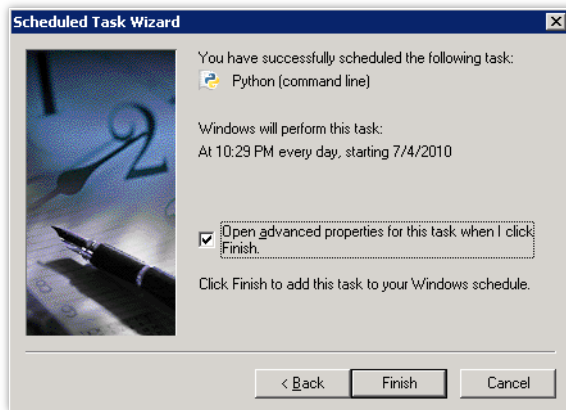 Scheduled Task Wizard
You have successfully scheduled the following task:
Python (command line)
Windows will perform this task:
At 10:29 PM every day, starting 7/4/2010
Open advanced properties for this task when I click
Finish.
Click Finish to add this task to your Windows schedule.
< Back
Finish
Cancel